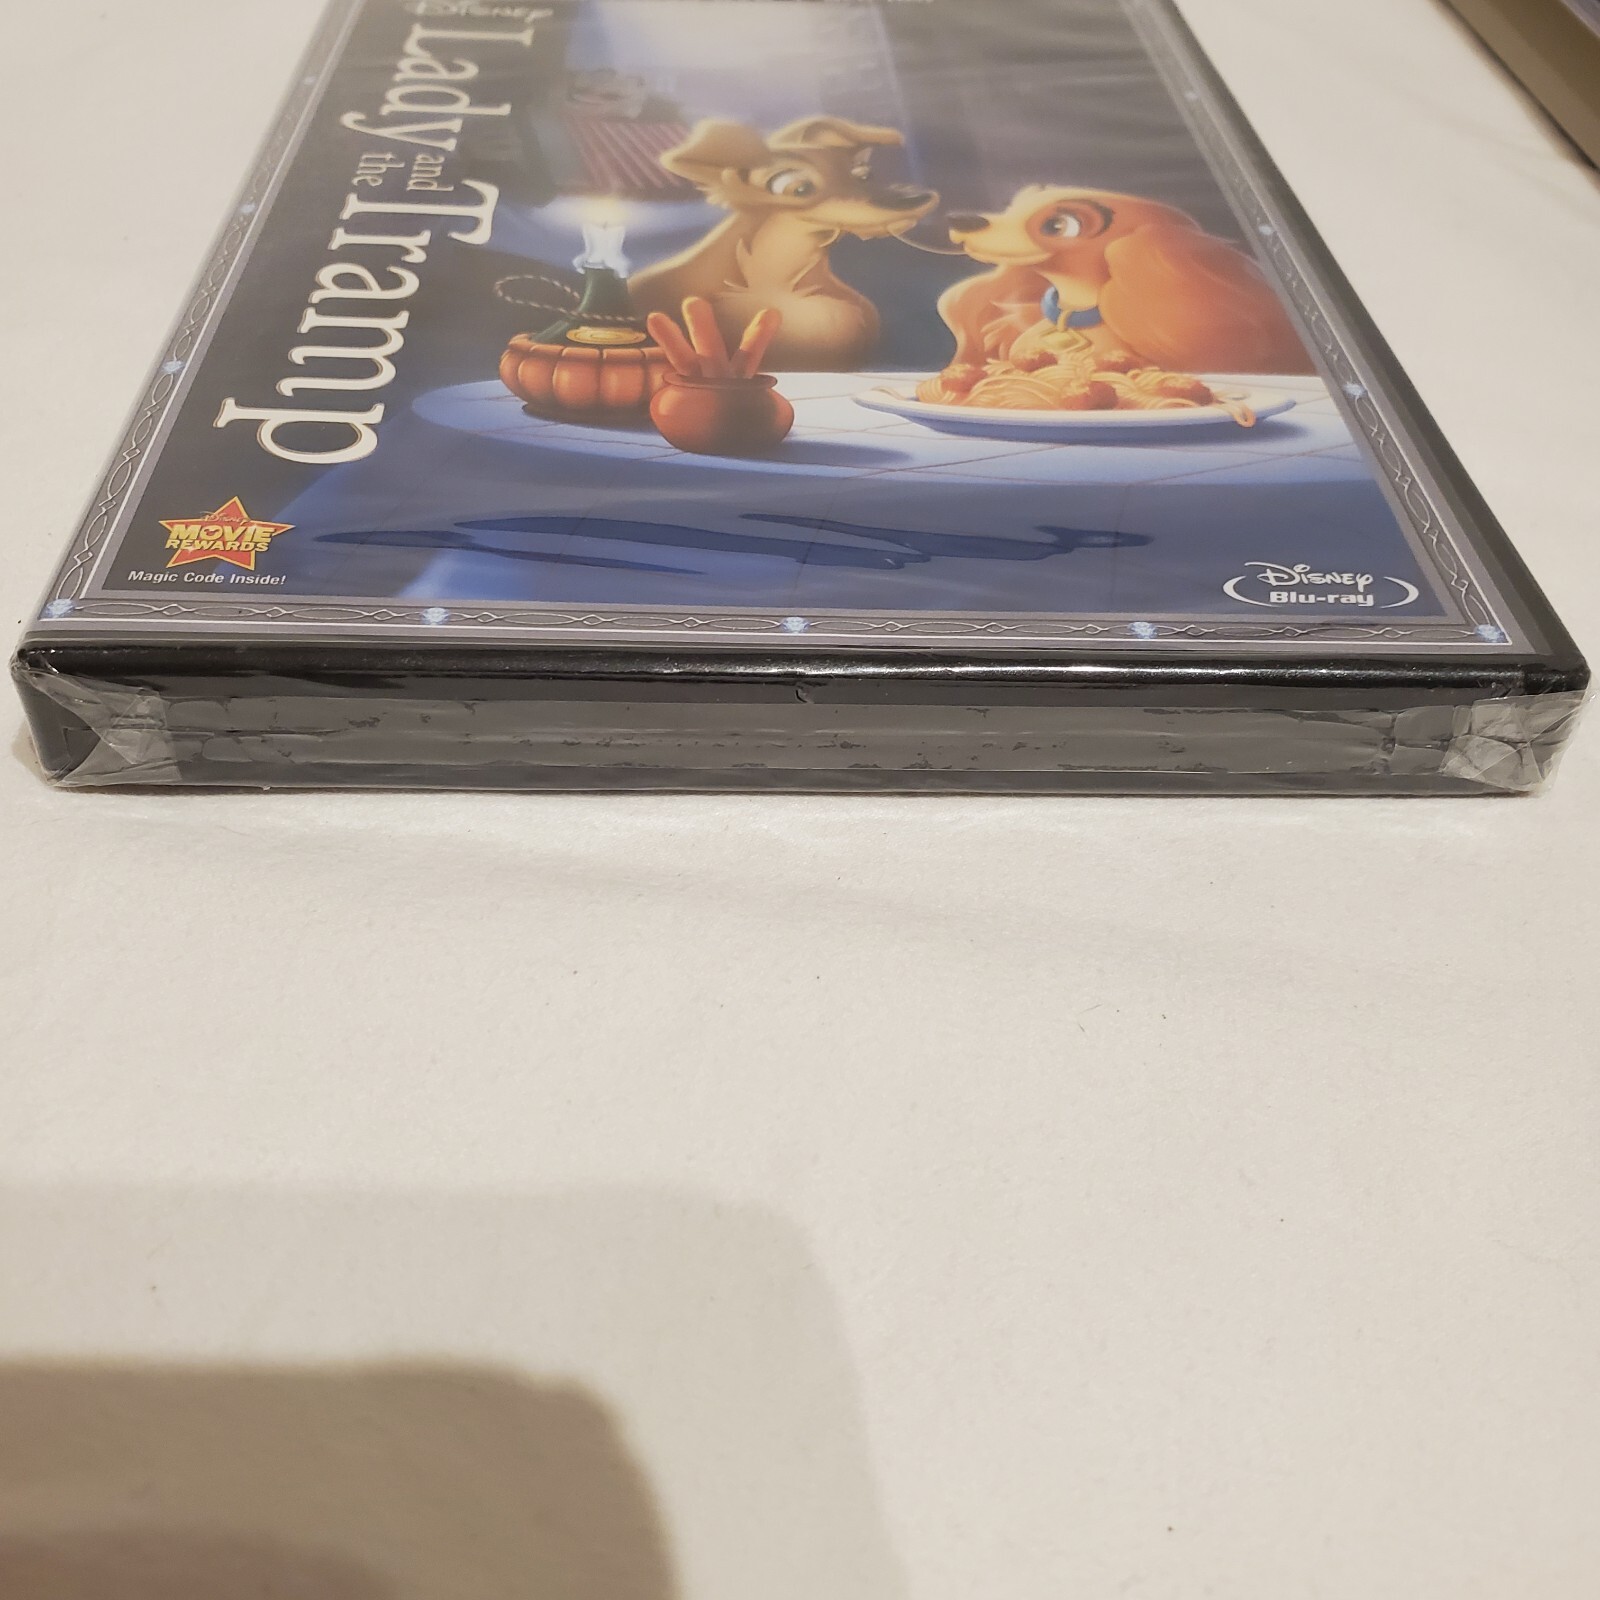 Disney
Lady and
the Tramp
Disney
MOVIE
REWARDS
Magic Code Inside!
Disney
Blu-ray